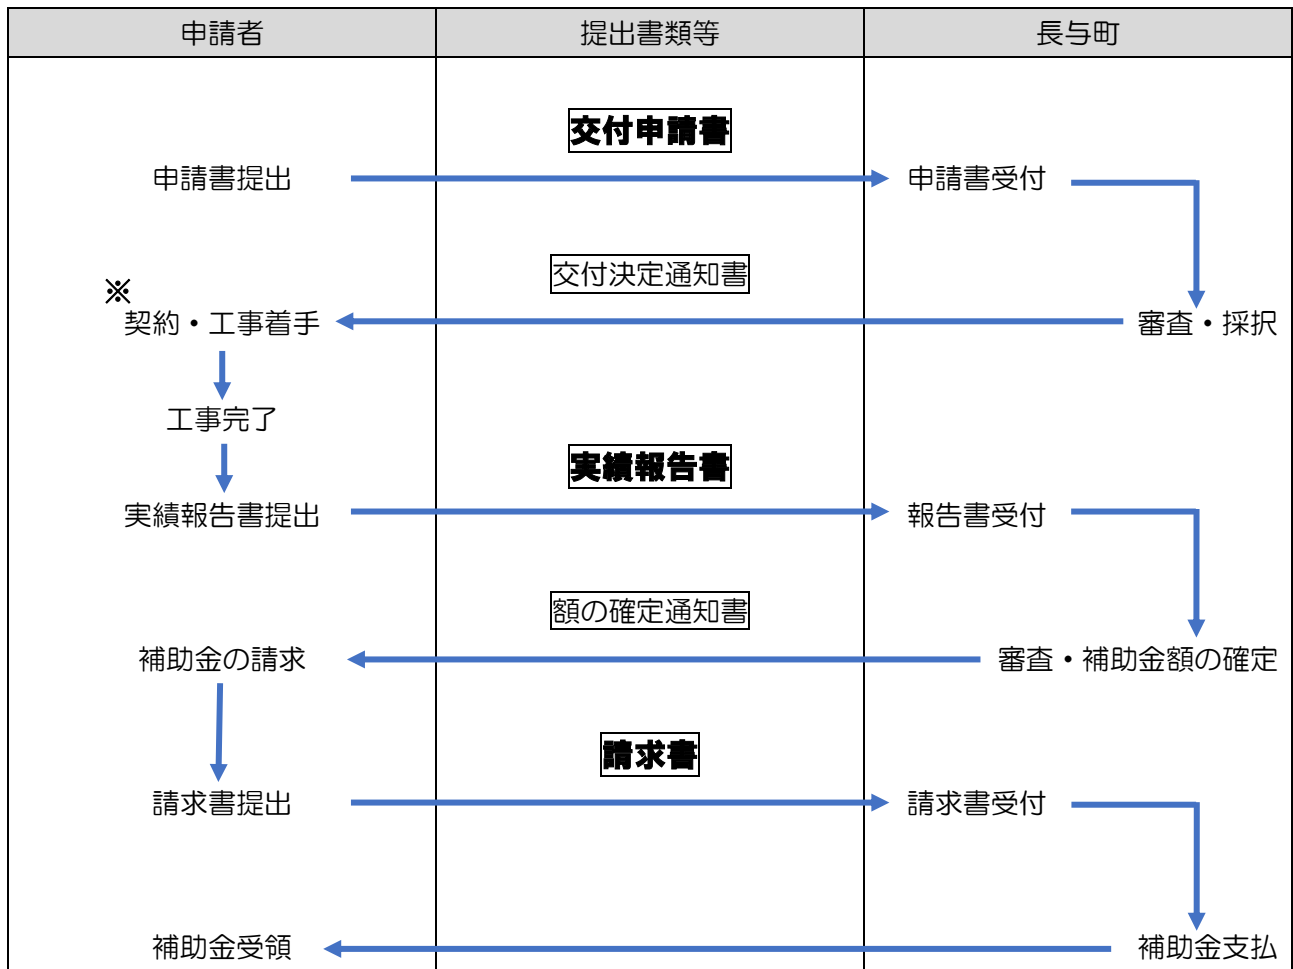 申請者 提出書類等 長与町
交付申請書
申請書提出 申請書受付
交付決定通知書
※
契約・工事着手 審査・採択
工事完了
実績報告書
実績報告書提出 報告書受付
額の確定通知書
補助金の請求 審査・補助金額の確定
請求書
請求書提出 請求書受付
補助金受領 補助金支払